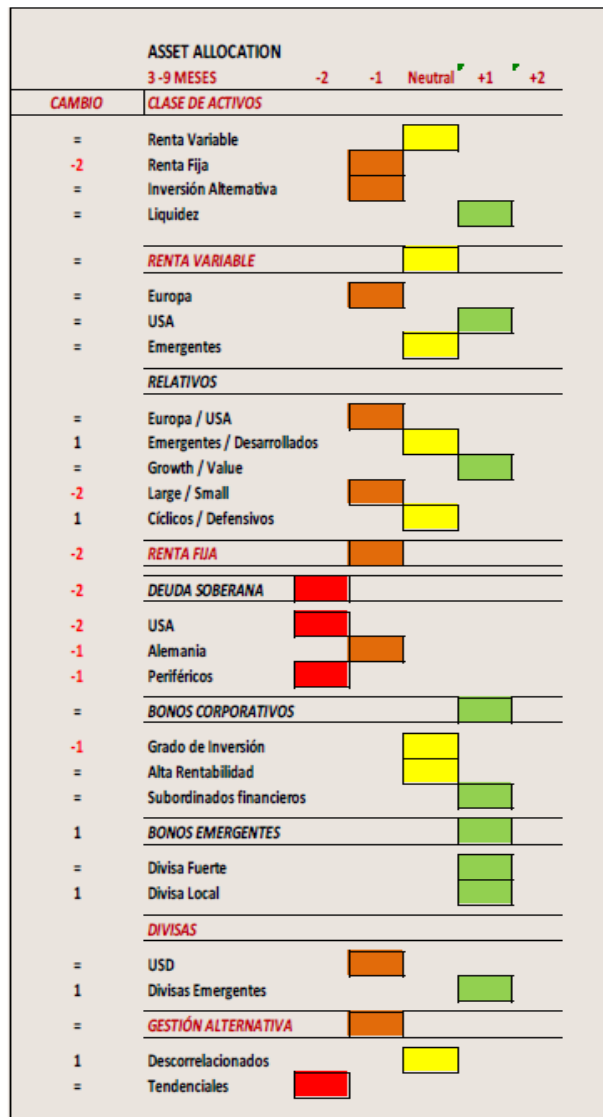 ASSET ALLOCATION
3 -9 MESES -2 -1 Neutral +1 +2
CAMBIO CLASE DE ACTIVOS
= Renta Variable
-2 Renta Fija
= Inversión Alternativa
= Liquidez
= RENTA VARIABLE
= Europa
= USA
= Emergentes
RELATIVOS
= Europa / USA
1 Emergentes / Desarrollados
= Growth / Value
-2 Large / Small
1 Cíclicos / Defensivos
-2 RENTA FIJA
-2 DEUDA SOBERANA
-2 USA
-1 Alemania
-1 Periféricos
= BONOS CORPORATIVOS
-1 Grado de Inversión
= Alta Rentabilidad
= Subordinados financieros
1 BONOS EMERGENTES
= Divisa Fuerte
1 Divisa Local
DIVISAS
= USD
1 Divisas Emergentes
= GESTIÓN ALTERNATIVA
1 Descorrelacionados
= Tendenciales